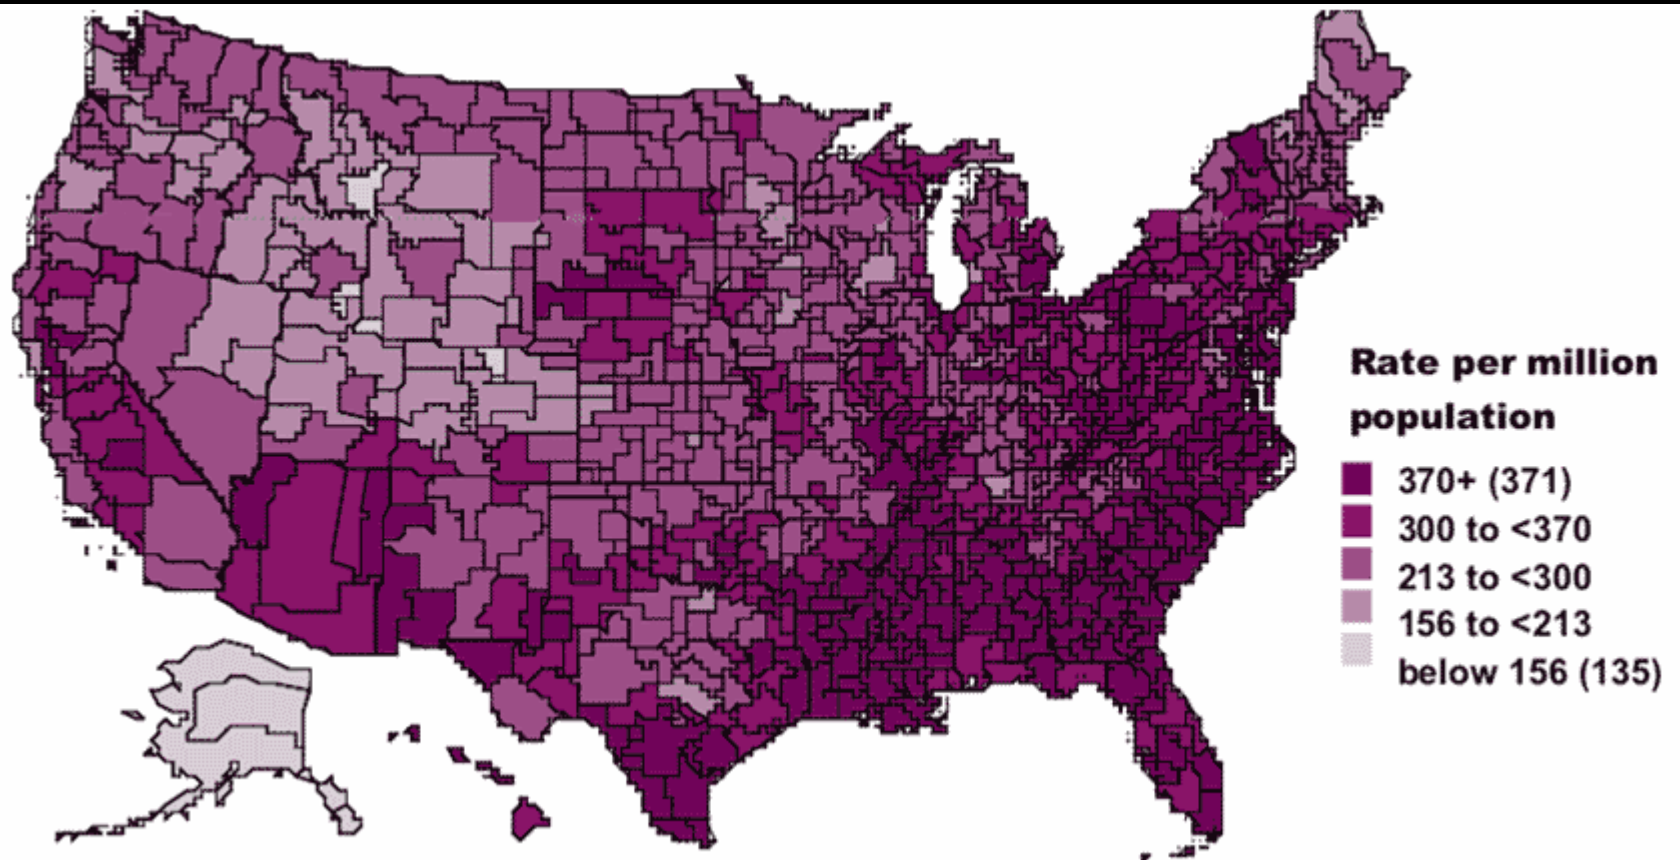 Rate per million
population
370+ (371)
300 to <370
213 to <300
156 to <213
below 156 (135)